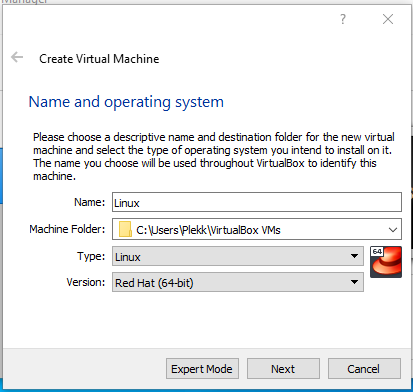 Manager
?
Create Virtual Machine
Name and operating system
Please choose a descriptive name and destination folder for the new virtual
machine and select the type of operating system you intend to install on it.
The name you choose will be used throughout VirtualBox to identify this
machine.
Name: Linux
Machine Folder: C:\Users\Plekk\VirtualBox VMs
Type: Linux
64
Version: Red Hat (64-bit)
Expert Mode Next Cancel